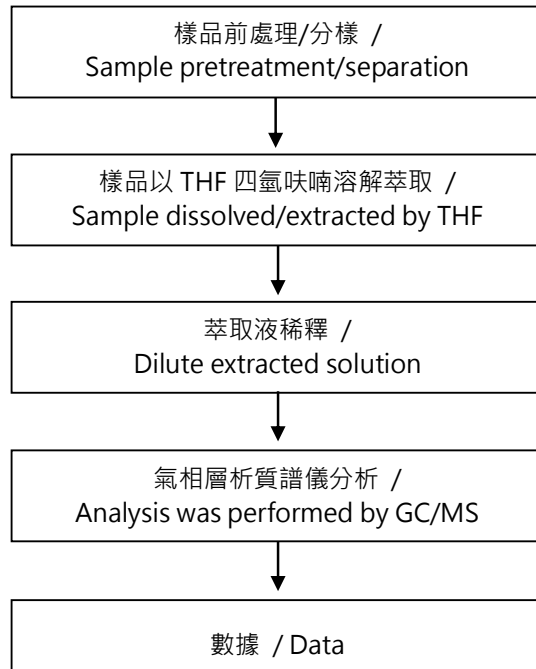 樣品前處理/分樣 /
Sample pretreatment/separation
樣品以 THF 四氫呋喃溶解萃取 /
Sample dissolved/extracted by THF
萃取液稀釋 /
Dilute extracted solution
氣相層析質譜儀分析 /
Analysis was performed by GC/MS
數據 / Data